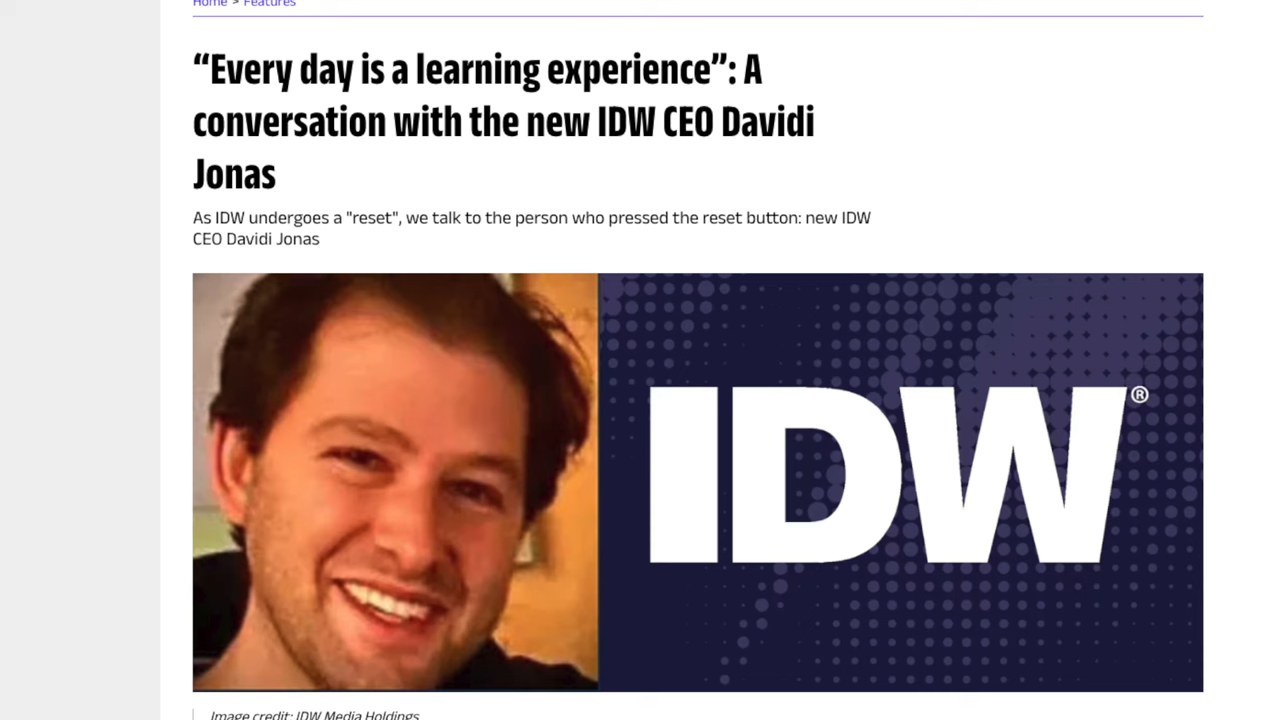 Home > Features
“Every day is a learning experience”: A
conversation with the new IDW CEO Davidi
Jonas
As IDW undergoes a "reset", we talk to the person who pressed the reset button: new IDW
CEO Davidi Jonas
IDW®
Image credit: IDW Media Holdings